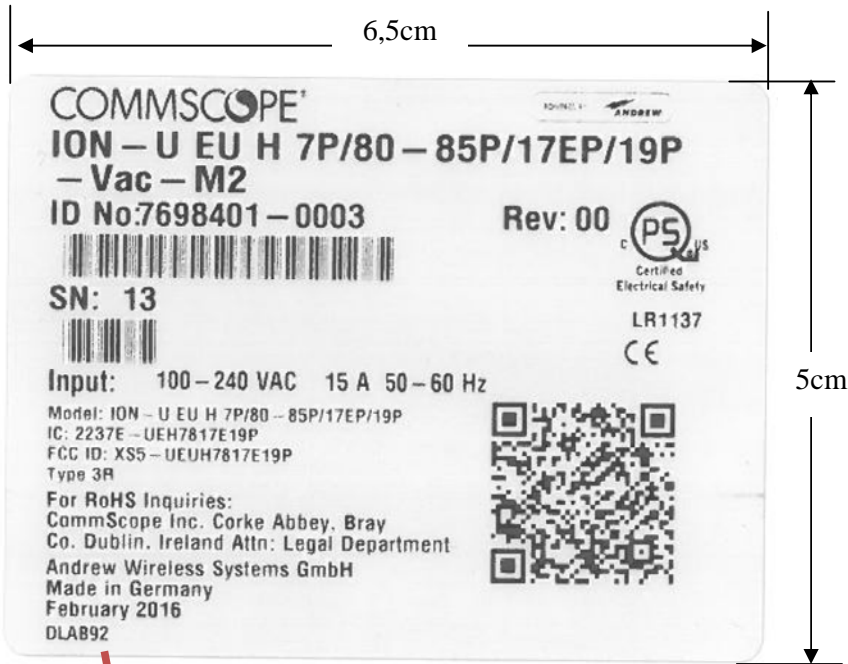 6,5cm
COMMSCOPE
ANDREW
ION – U EU H 7P/80 – 85P/17EP/19P
– Vac – M2
ID No:7698401–0003
Rev: 00
C PS US
Certified
Electrical Safety
SN: 13
LR1137
CE
Input: 100–240 VAC 15 A 50–60 Hz
5cm
Model: ION – U EU H 7P/80 – 85P/17EP/19P
IC: 2237E – UEH7817E19P
FCC ID: XS5–UEUH7817E19P
Type 3R
For RoHS Inquiries:
CommScope Inc. Corke Abbey, Bray
Co. Dublin. Ireland Attn: Legal Department
Andrew Wireless Systems GmbH
Made in Germany
February 2016
DLAB92